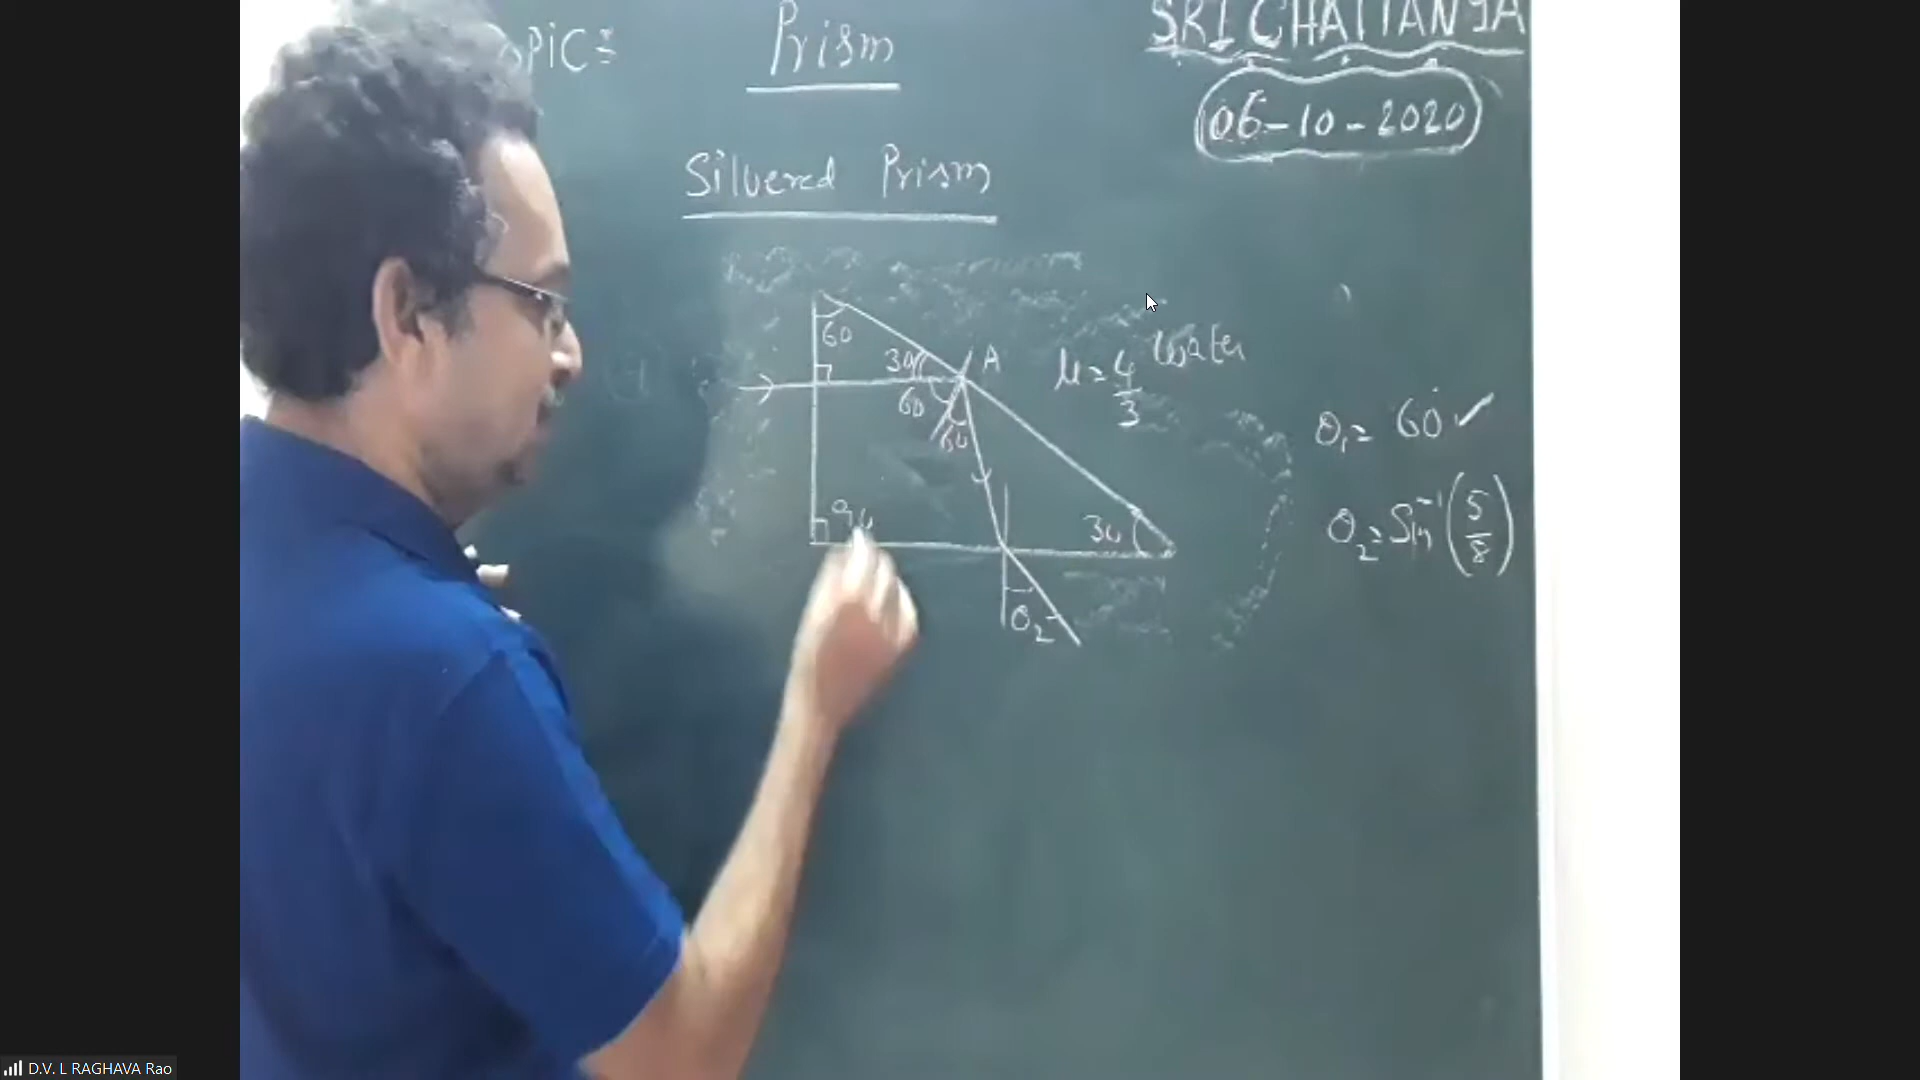 OPIC:
Prism
SRI CHAITANYA
06-10-2020
Silvered Prism
60
30
A
60
60
μ = 4/3 Water
90
30
θ2
θ1 = 60°
θ2 = Sin-1(5/8)
D.V. L RAGHAVA Rao